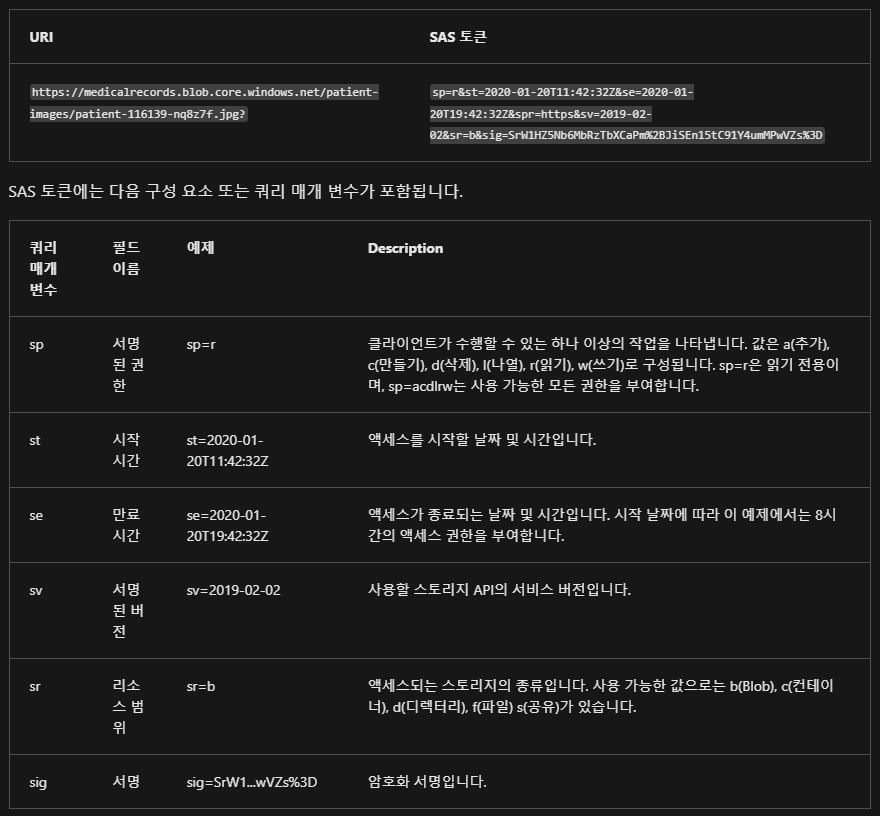 URI
SAS 토큰
https://medicalrecords.blob.core.windows.net/patient-
images/patient-116139-nq8z7f.jpg?
sp=r&st=2020-01-20T11:42:32Z&se=2020-01-
20T19:42:32Z&spr=https&sv=2019-02-
02&sr=b&sig=SrW1HZ5Nb6MbRzTbXCaPm%2BJiSEn15tC91Y4umMPwVZs%3D
SAS 토큰에는 다음 구성 요소 또는 쿼리 매개 변수가 포함됩니다.
쿼리
매개
변수
필드
이름
예제
Description
sp
서명
된 권
한
sp=r
클라이언트가 수행할 수 있는 하나 이상의 작업을 나타냅니다. 값은 a(추가),
c(만들기), d(삭제), l(나열), r(읽기), w(쓰기)로 구성됩니다. sp=r은 읽기 전용이
며, sp=acdlrw는 사용 가능한 모든 권한을 부여합니다.
st
시작
시간
st=2020-01-
20T11:42:32Z
액세스를 시작할 날짜 및 시간입니다.
se
만료
시간
se=2020-01-
20T19:42:32Z
액세스가 종료되는 날짜 및 시간입니다. 시작 날짜에 따라 이 예제에서는 8시
간의 액세스 권한을 부여합니다.
sv
서명
된 버
전
sv=2019-02-02
사용할 스토리지 API의 서비스 버전입니다.
sr
리소
스 범
위
sr=b
액세스되는 스토리지의 종류입니다. 사용 가능한 값으로는 b(Blob), c(컨테이
너), d(디렉터리), f(파일) s(공유)가 있습니다.
sig
서명
sig=SrW1...wVZs%3D
암호화 서명입니다.